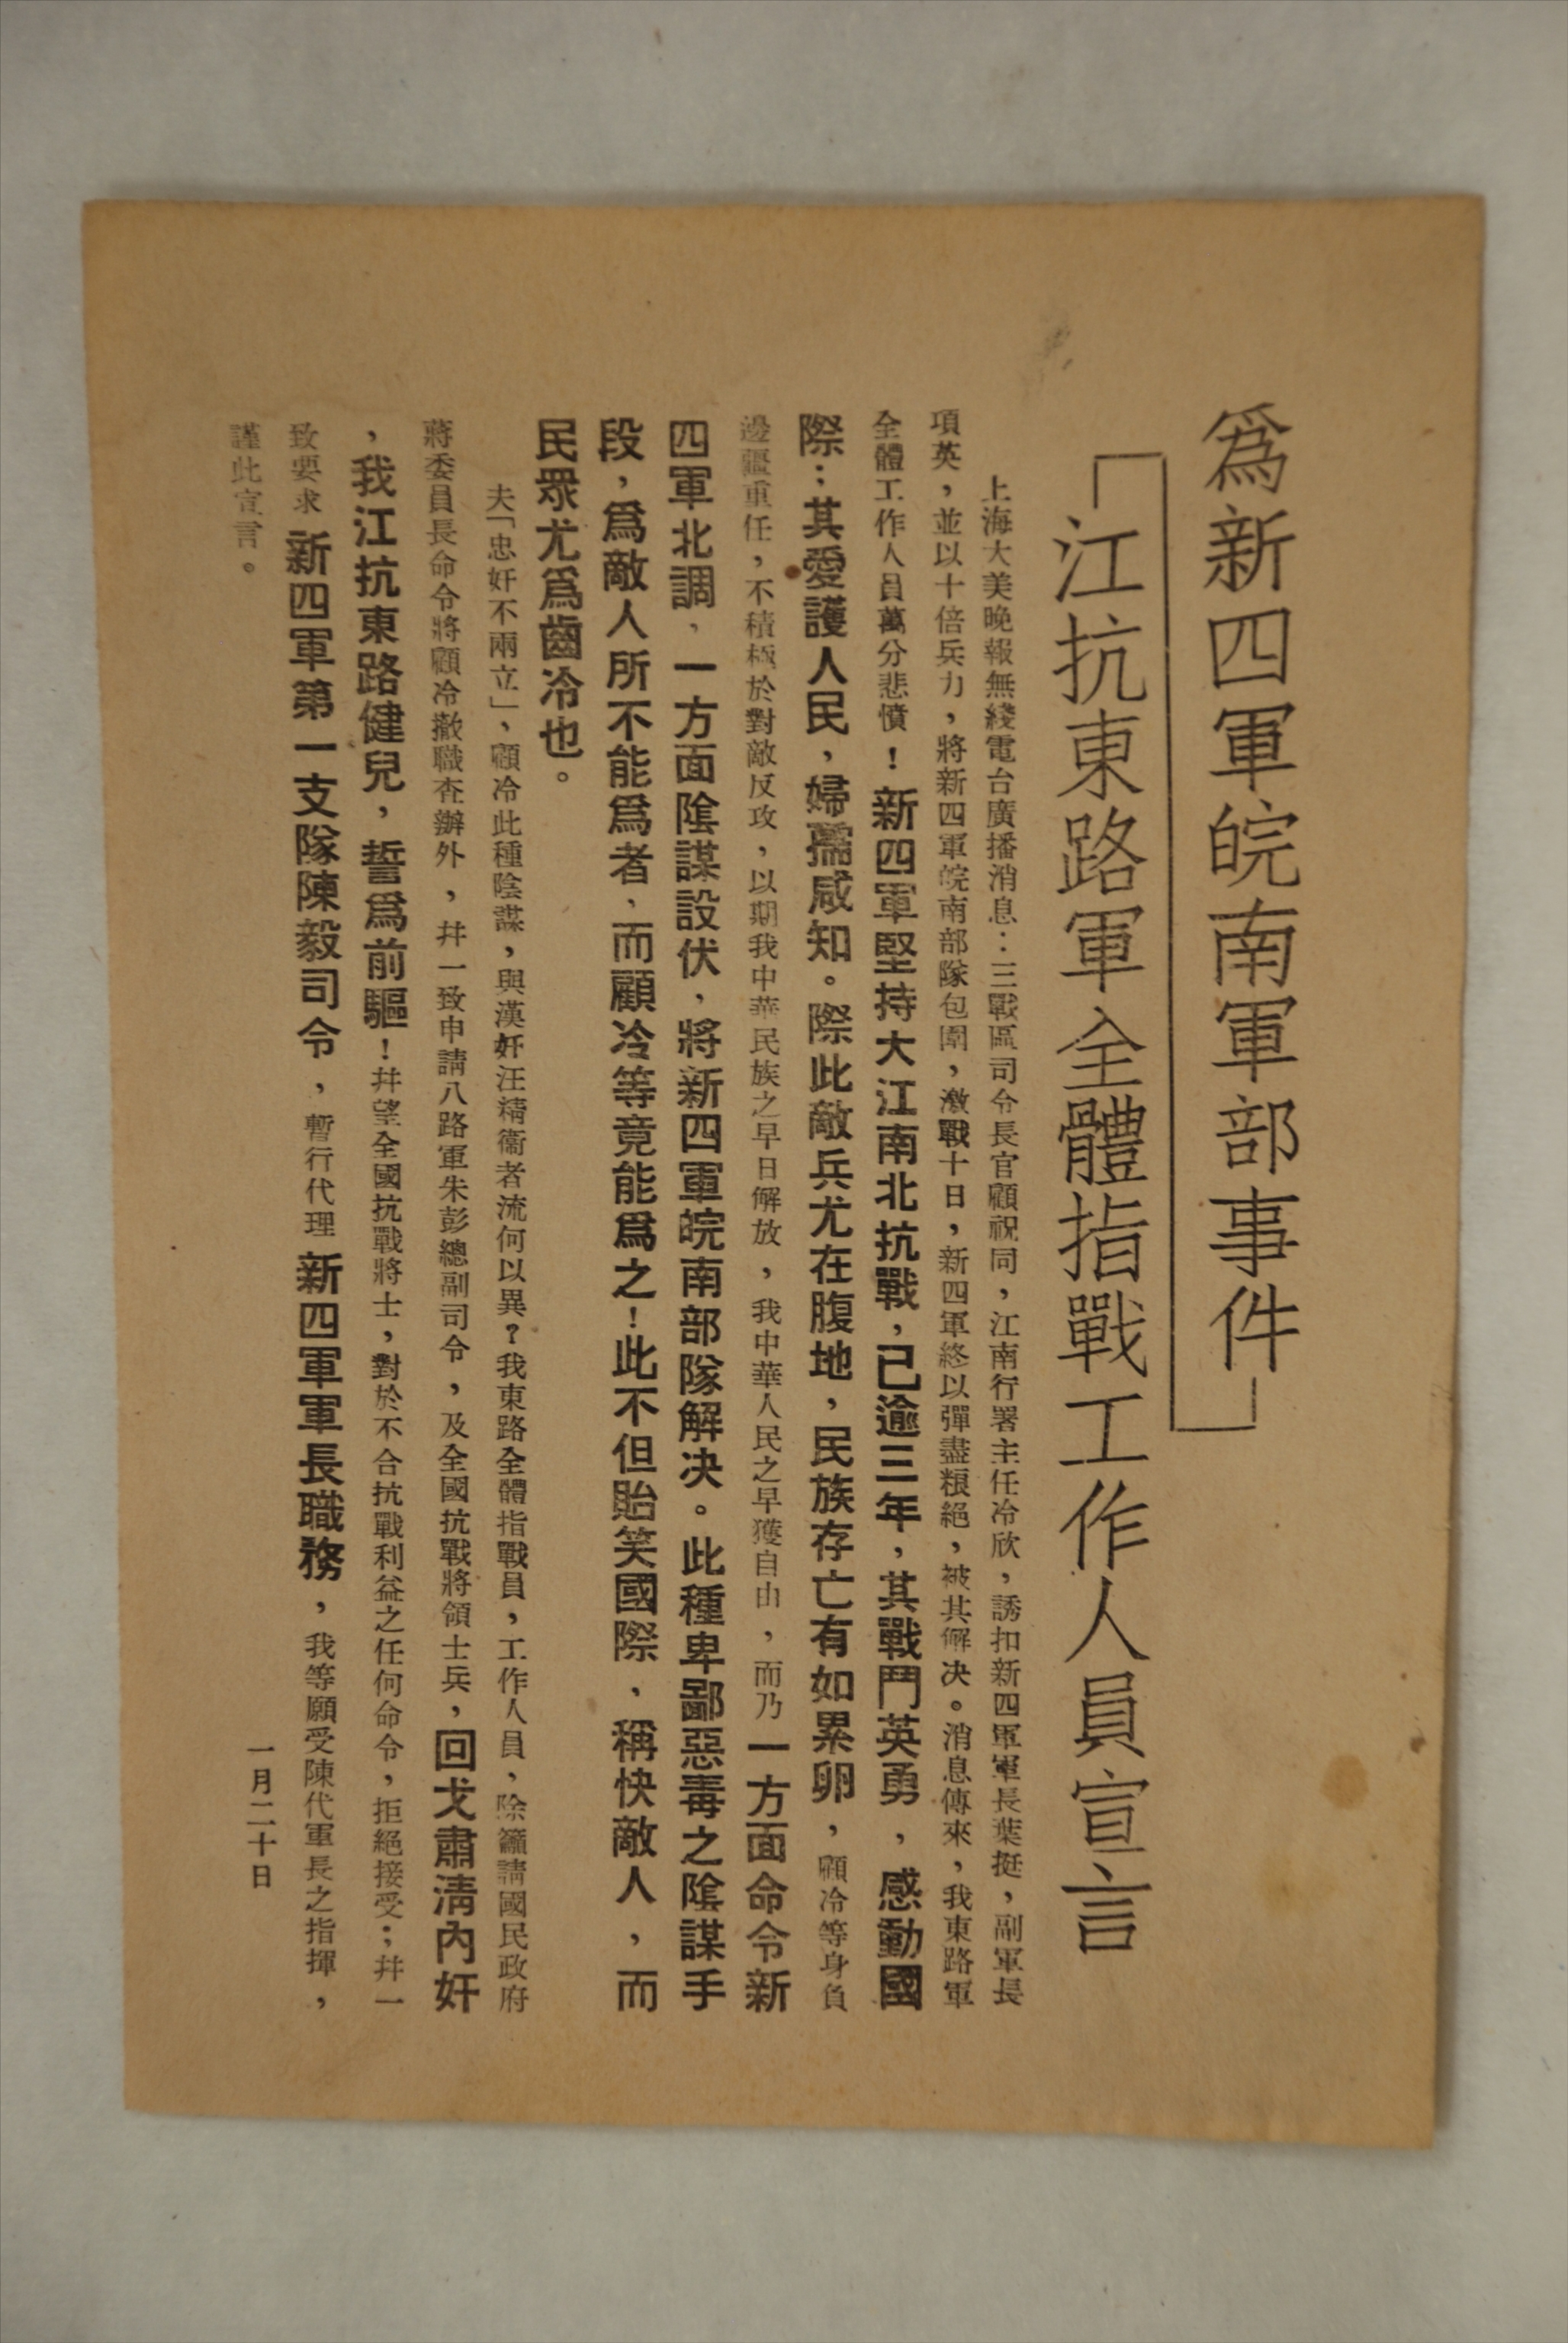 爲新四軍皖南軍部事件
江抗東路軍全體指戰工作人員宣言
上海大美晚報無綫電台廣播消息：三戰區司令長官顧祝同，江南行署主任冷欣，誘扣新四軍軍長葉挺，副軍長
項英，並以十倍兵力，將新四軍皖南部隊包圍，激戰十日，新四軍終以彈盡粮絕，被其解决。消息傳來，我東路軍
全體工作人員萬分悲憤！新四軍堅持大江南北抗戰，已逾三年，其戰鬥英勇，感動國
際；其愛護人民，婦孺咸知。際此敵兵尤在腹地，民族存亡有如累卵，顧冷等身負
邊疆重任，不積極於對敵反攻，以期我中華民族之早日解放，我中華人民之早獲自由，而乃一方面命令新
四軍北調，一方面陰謀設伏，將新四軍皖南部隊解决。此種卑鄙惡毒之陰謀手
段，爲敵人所不能爲者，而顧冷等竟能爲之！此不但貽笑國際，稱快敵人，而
民眾尤爲齒冷也。
夫「忠奸不兩立」，顧冷此種陰謀，與漢奸汪精衞者流何以異？我東路全體指戰員，工作人員，除籲請國民政府
蔣委員長命令將顧冷撤職查辦外，幷一致申請八路軍朱彭總副司令，及全國抗戰將領士兵，回戈肅淸內奸
，我江抗東路健兒，誓爲前驅！幷望全國抗戰將士，對於不合抗戰利益之任何命令，拒絕接受；幷一
致要求新四軍第一支隊陳毅司令，暫行代理新四軍軍長職務，我等願受陳代軍長之指揮，
謹此宣言。
一月二十日